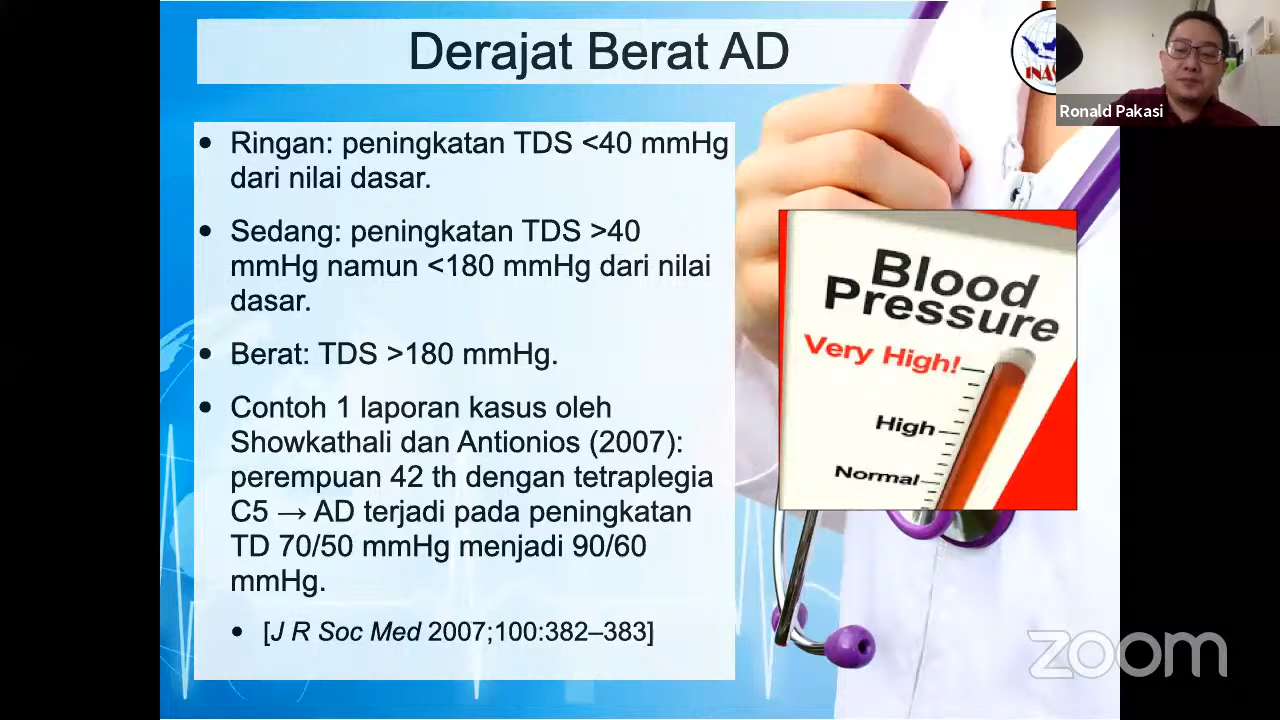 Derajat Berat AD
Ronald Pakasi
• Ringan: peningkatan TDS <40 mmHg
dari nilai dasar.
• Sedang: peningkatan TDS >40
mmHg namun <180 mmHg dari nilai
dasar.
• Berat: TDS >180 mmHg.
• Contoh 1 laporan kasus oleh
Showkathali dan Antionios (2007):
perempuan 42 th dengan tetraplegia
C5 → AD terjadi pada peningkatan
TD 70/50 mmHg menjadi 90/60
mmHg.
• [J R Soc Med 2007;100:382–383]
Blood
Pressure
Very High!
High
Normal
zoom